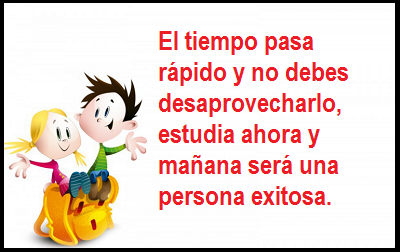 El tiempo pasa
rápido y no debes
desaprovecharlo,
estudia ahora y
mañana será una
persona exitosa.